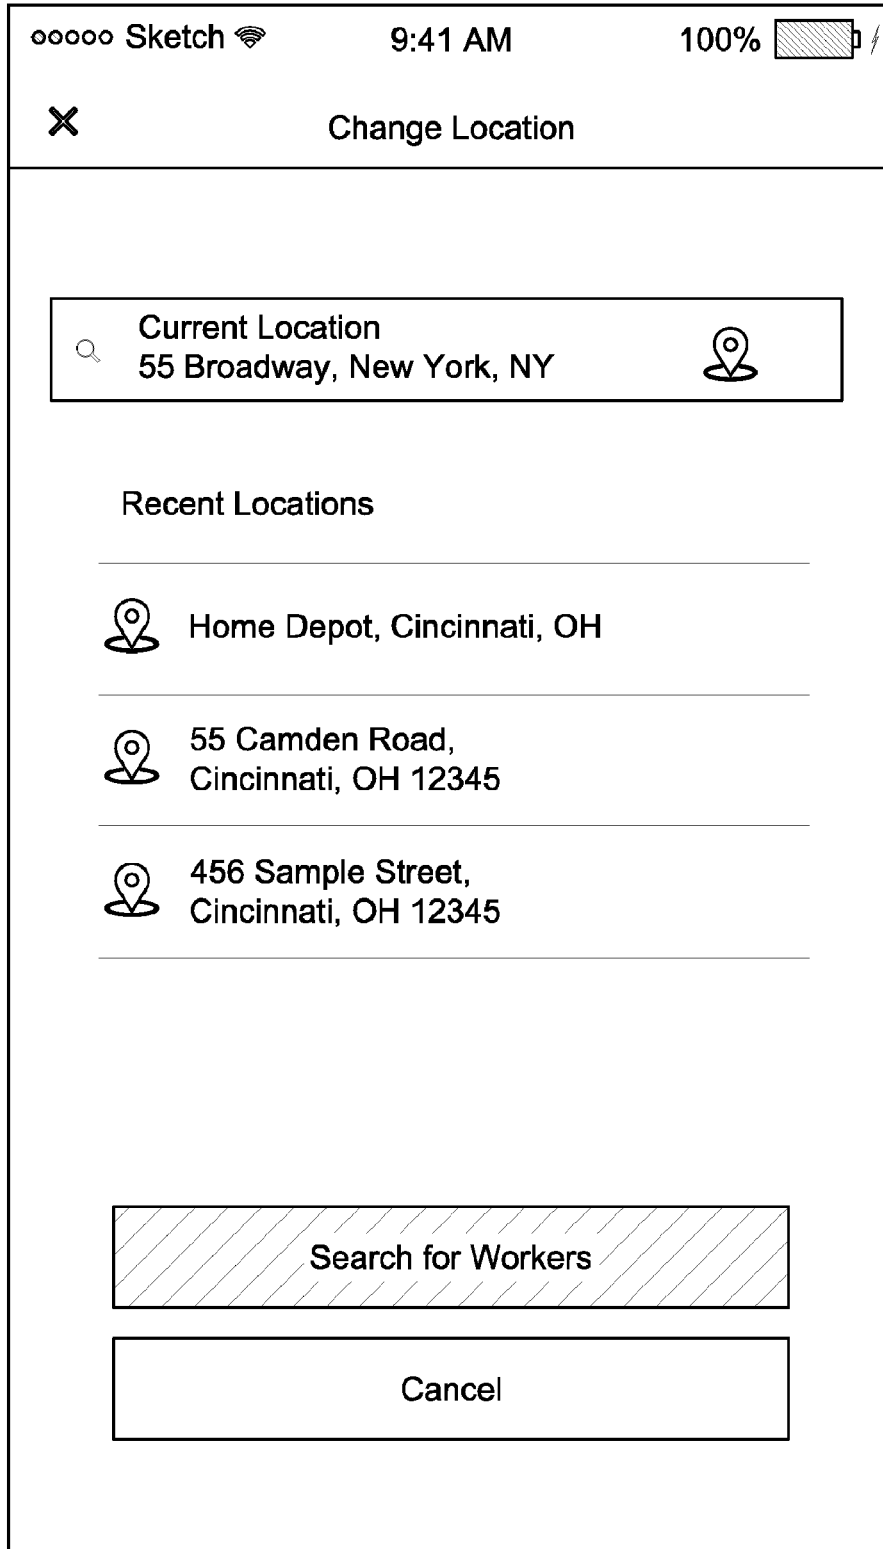 Sketch 9:41 AM 100%
Change Location
Current Location
55 Broadway, New York, NY
Recent Locations
Home Depot, Cincinnati, OH
55 Camden Road,
Cincinnati, OH 12345
456 Sample Street,
Cincinnati, OH 12345
Search for Workers
Cancel